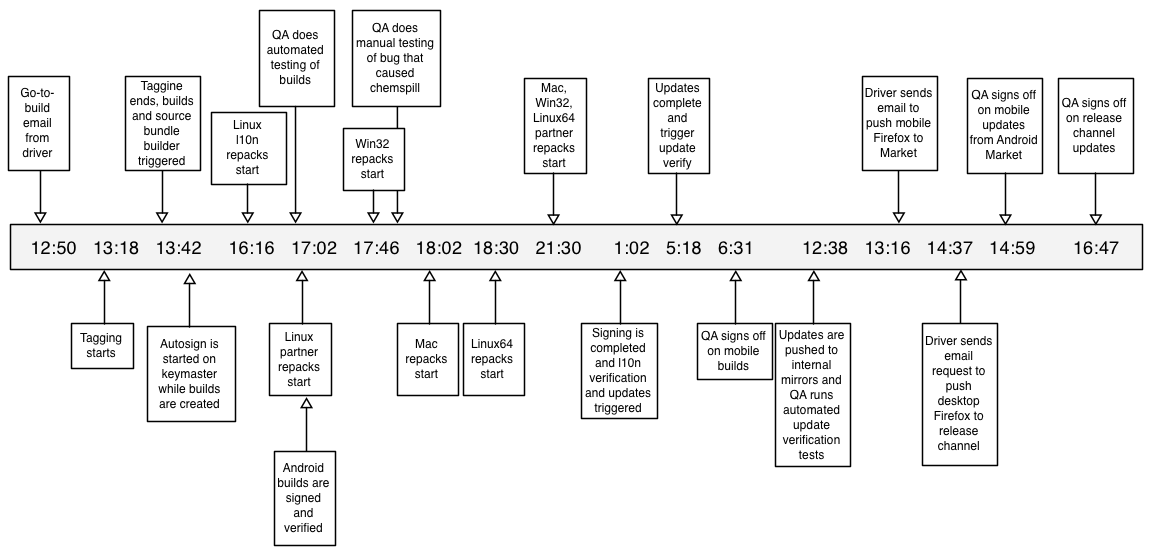 Go-to-
build
email
from
driver
Taggine
ends, builds
and source
bundle
builder
triggered
Linux
l10n
repacks
start
QA does
automated
testing of
builds
QA does
manual testing
of bug that
caused
chemspill
Win32
repacks
start
Mac,
Win32,
Linux64
partner
repacks
start
Updates
complete
and
trigger
update
verify
Driver sends
email to
push mobile
Firefox to
Market
QA signs off
on mobile
updates
from Android
Market
QA signs off
on release
channel
updates
12:50 13:18 13:42 16:16 17:02 17:46 18:02 18:30 21:30 1:02 5:18 6:31 12:38 13:16 14:37 14:59 16:47
Tagging
starts
Autosign is
started on
keymaster
while builds
are created
Linux
partner
repacks
start
Android
builds are
signed
and
verified
Mac
repacks
start
Linux64
repacks
start
Signing is
completed
and l10n
verification
and updates
triggered
QA signs off
on mobile
builds
Updates are
pushed to
internal
mirrors and
QA runs
automated
update
verification
tests
Driver sends
email
request to
push
desktop
Firefox to
release
channel